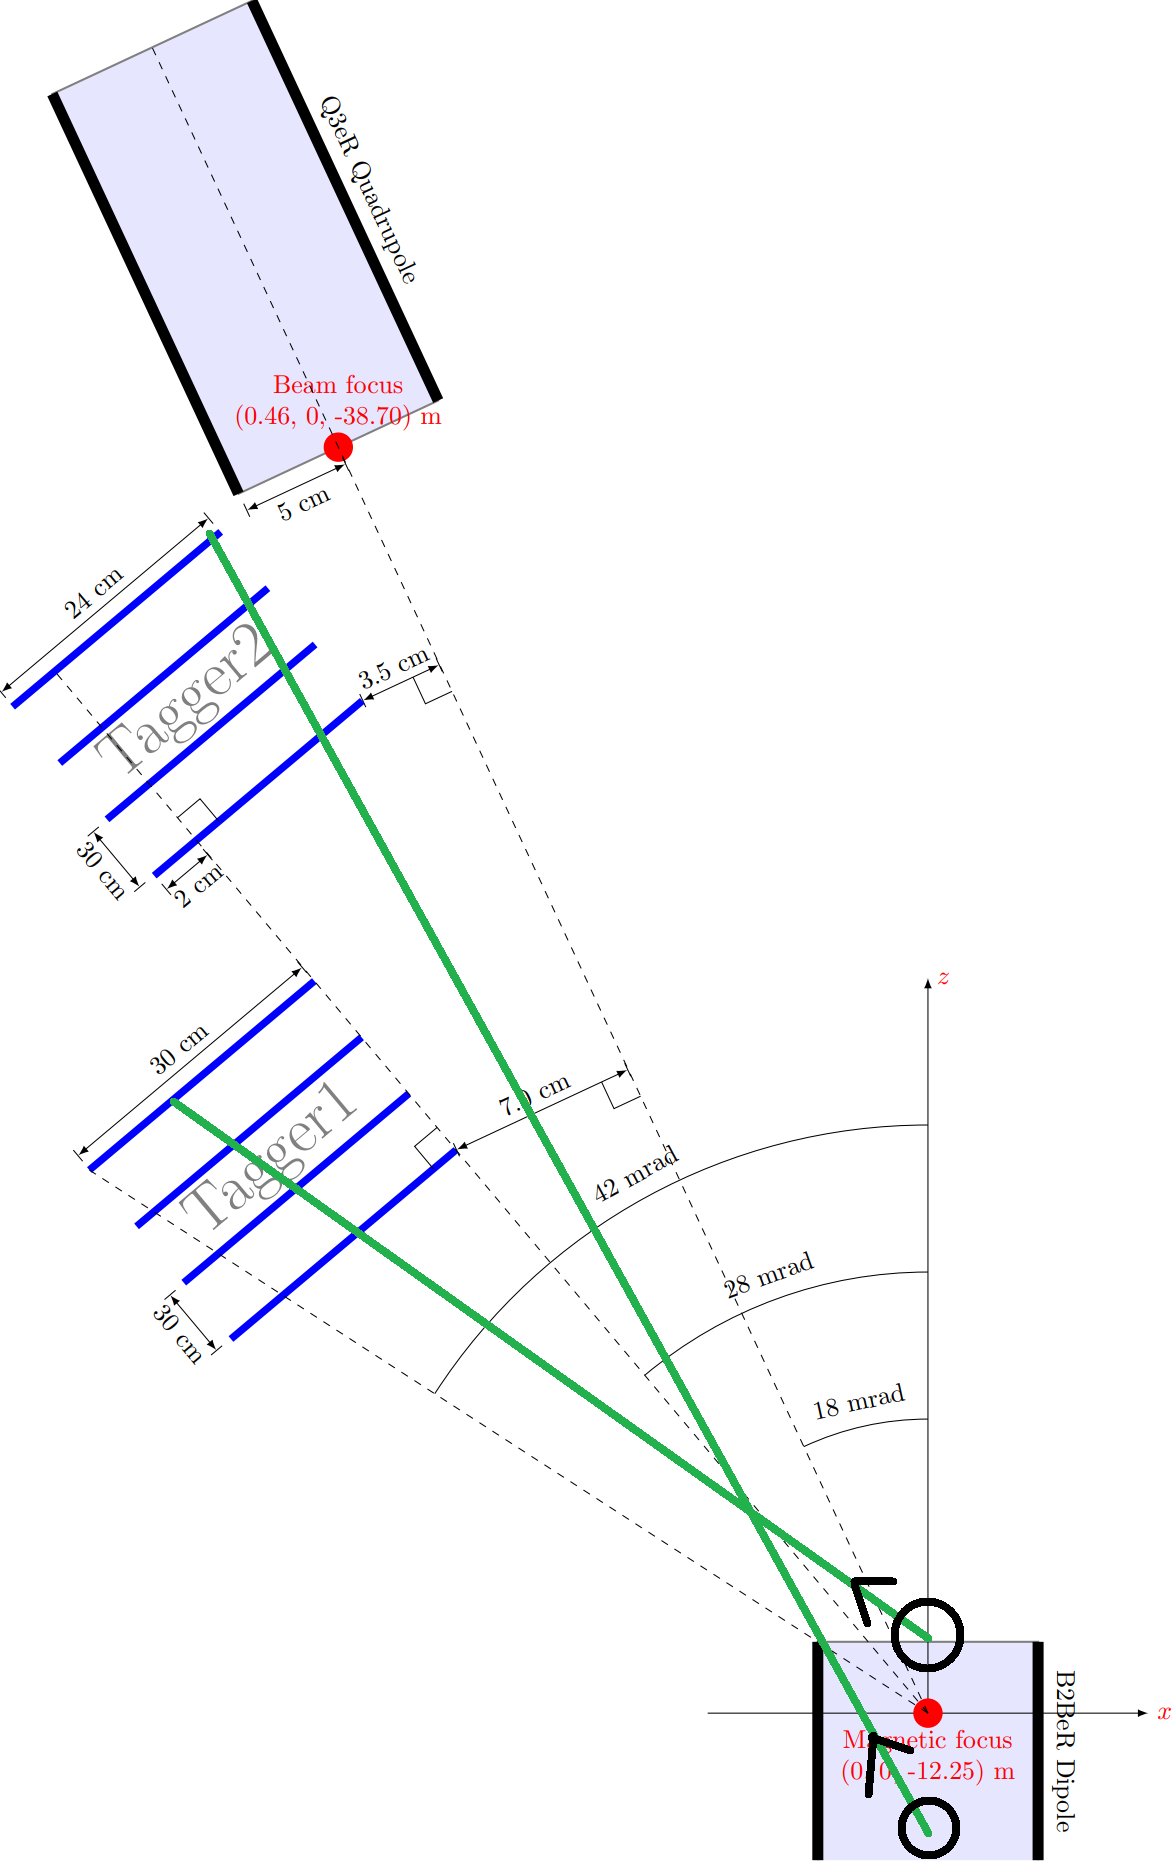 Q3eR Quadrupole
Beam focus
(0.46, 0, -38.70) m
5 cm
24 cm
Tagger2
3.5 cm
30 cm
2 cm
z
30 cm
Tagger1
7.0 cm
42 mrad
30 cm
28 mrad
18 mrad
B2BeR Dipole
x
Magnetic focus
(0, 0, -12.25) m